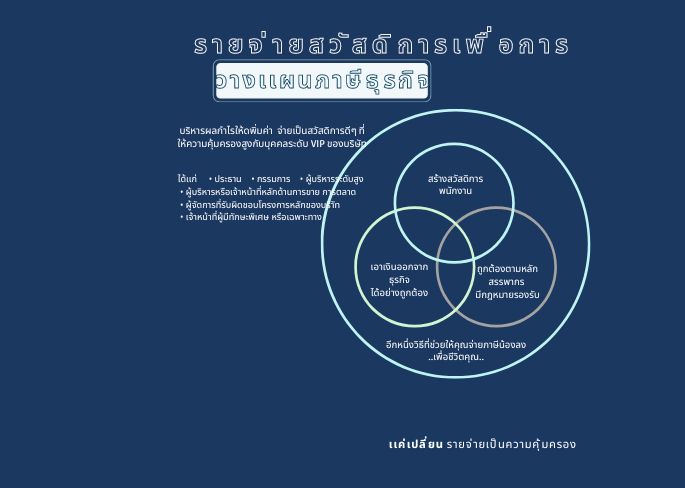 รายจ่ายสวัสดิการเพื่อการ
วางแผนภาษีธุรกิจ
บริหารผลกำไรให้ดพิ่มค่า จ่ายเป็นสวัสดิการดีๆ ที่
ให้ความคุ้มครองสูงกับบุคคลระดับ VIP ของบริษัท
ได้แก่ • ประธาน • กรรมการ • ผู้บริหารระดับสูง
• ผู้บริหารหรือเจ้าหน้าที่หลักด้านการขาย การตลาด
• ผู้จัดการที่รับผิดชอบโครงการหลักของบริษัท
• เจ้าหน้าที่ผู้มีทักษะพิเศษ หรือเฉพาะทาง
สร้างสวัสดิการ
พนักงาน
เอาเงินออกจาก
ธุรกิจ
ได้อย่างถูกต้อง
ถูกต้องตามหลัก
สรรพากร
มีกฎหมายรองรับ
อีกหนึ่งวิธีที่ช่วยให้คุณจ่ายภาษีน้องลง
..เพื่อชีวิตคุณ..
แค่เปลี่ยน รายจ่ายเป็นความคุ้มครอง